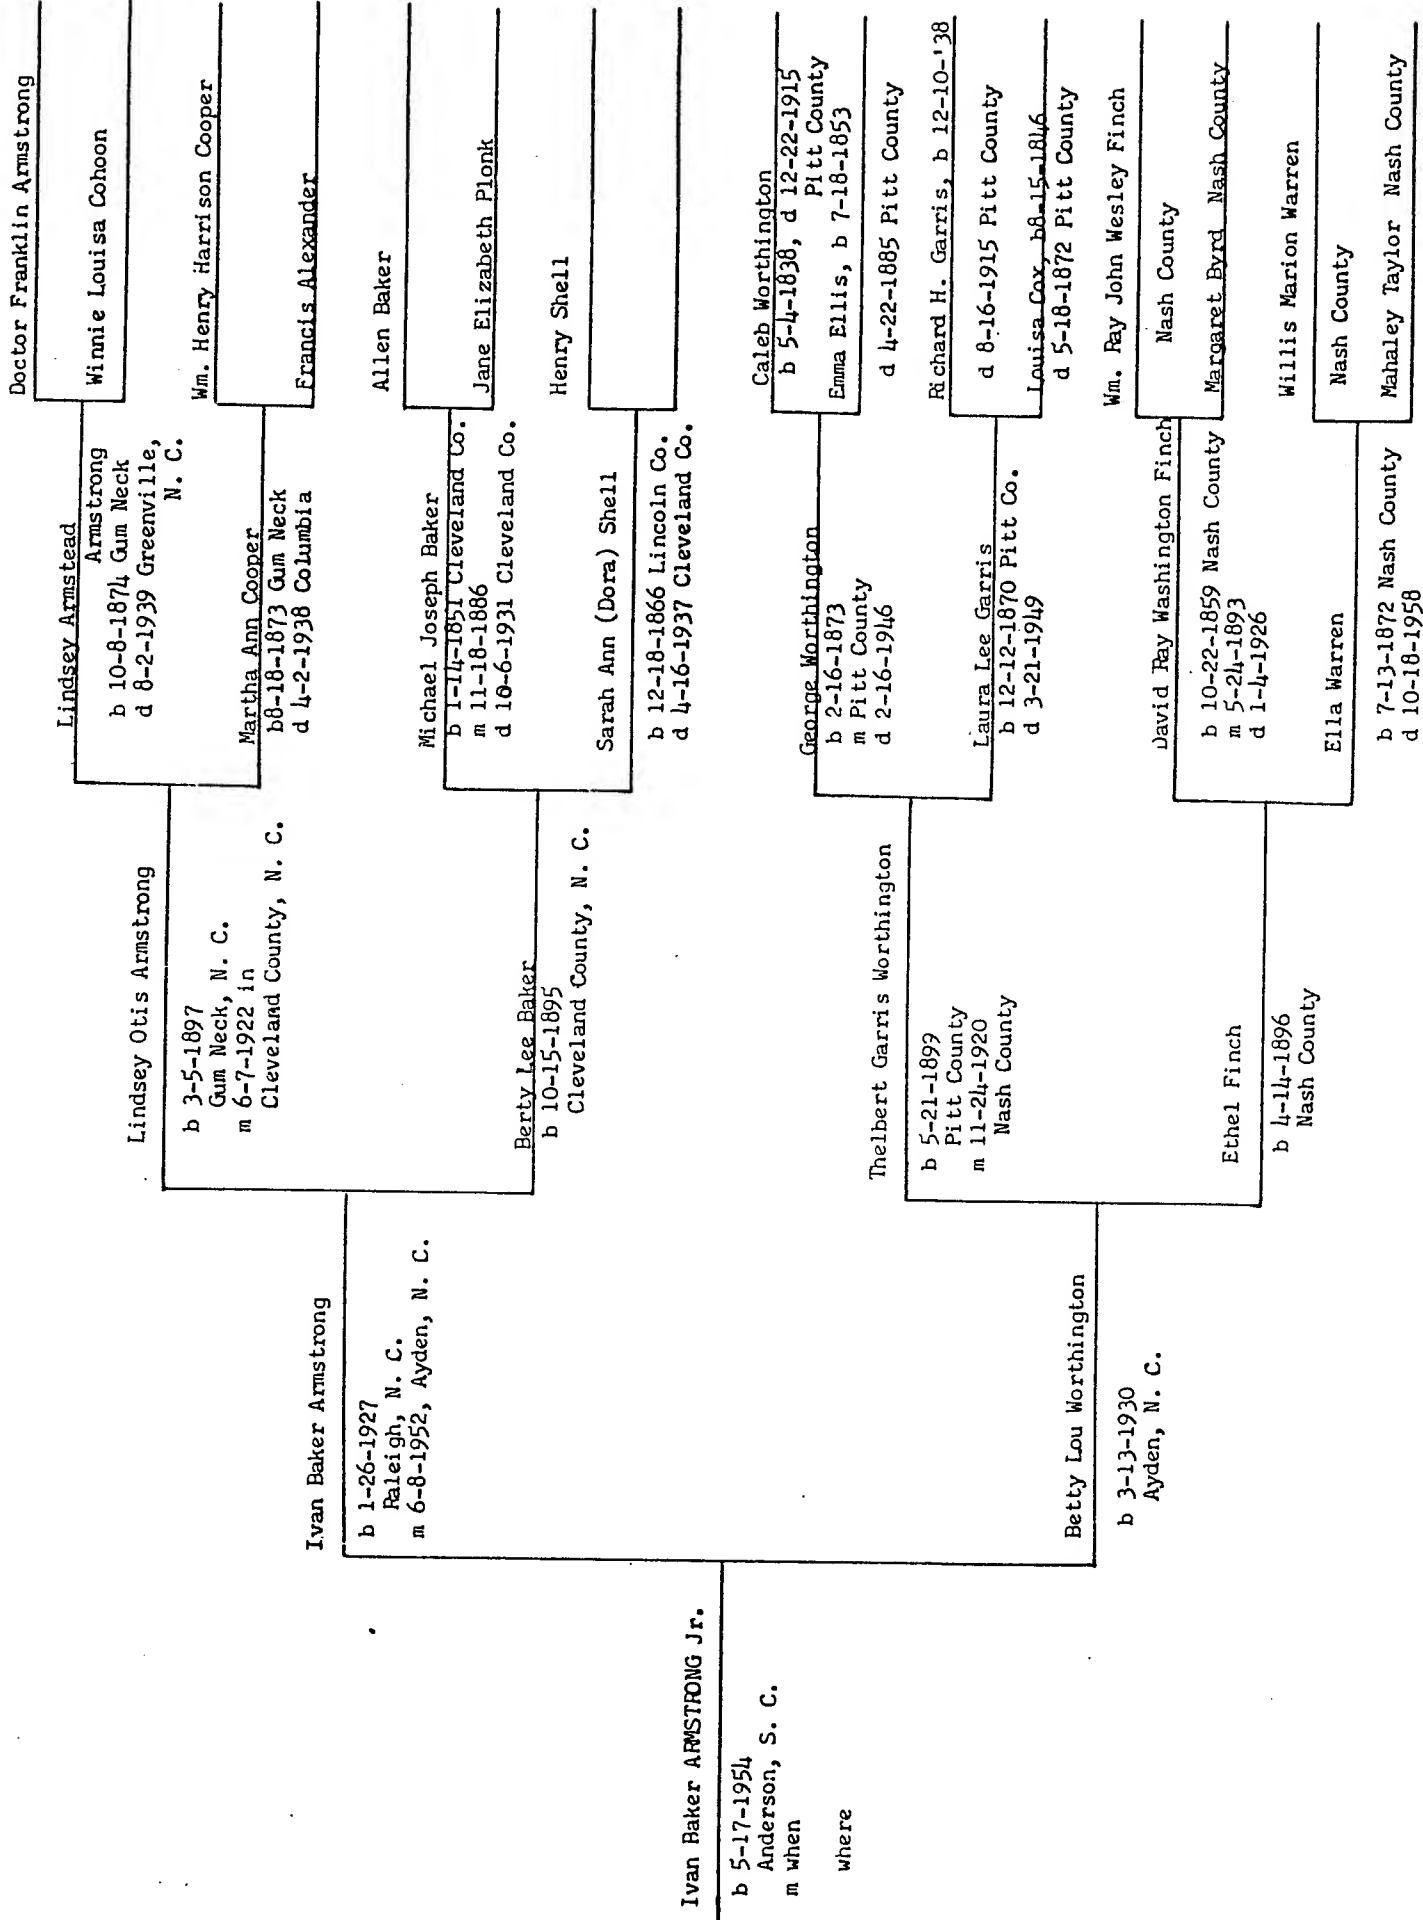 Ivan Baker ARMSTRONG Jr.
b 5-17-1954
Anderson, S. C.
m when
where
Ivan Baker Armstrong
b 1-26-1927
Raleigh, N. C.
m 6-8-1952, Ayden, N. C.
Betty Lou Worthington
b 3-13-1930
Ayden, N. C.
Lindsey Otis Armstrong
b 3-5-1897
Gum Neck, N. C.
m 6-7-1922 in
Cleveland County, N. C.
Berty Lee Baker
b 10-15-1895
Cleveland County, N. C.
Thelbert Garris Worthington
b 5-21-1899
Pitt County
m 11-24-1920
Nash County
Ethel Finch
b 4-14-1896
Nash County
Lindsey Armstead
Armstrong
b 10-8-1874 Gum Neck
d 8-2-1939 Greenville,
N. C.
Martha Ann Cooper
b8-18-1873 Gum Neck
d 4-2-1938 Columbia
Michael Joseph Baker
b 1-14-1851 Cleveland Co.
m 11-18-1886
d 10-6-1931 Cleveland Co.
Sarah Ann (Dora) Shell
b 12-18-1866 Lincoln Co.
d 4-16-1937 Cleveland Co.
George Worthington
b 2-16-1873
m Pitt County
d 2-16-1946
Laura Lee Garris
b 12-12-1870 Pitt Co.
d 3-21-1949
David Ray Washington Finch
b 10-22-1859 Nash County
m 5-24-1893
d 1-4-1926
Ella Warren
b 7-13-1872 Nash County
d 10-18-1958
Doctor Franklin Armstrong
Winnie Louisa Cohoon
Wm. Henry Harrison Cooper
Francis Alexander
Allen Baker
Jane Elizabeth Plonk
Henry Shell
Caleb Worthington
b 5-4-1838, d 12-22-1915
Pitt County
Emma Ellis, b 7-18-1853
d 4-22-1885 Pitt County
Richard H. Garris, b 12-10-'38
d 8-16-1915 Pitt County
Louisa Cox, b8-15-1846
d 5-18-1872 Pitt County
Wm. Ray John Wesley Finch
Nash County
Margaret Byrd Nash County
Willis Marion Warren
Nash County
Mahaley Taylor Nash County